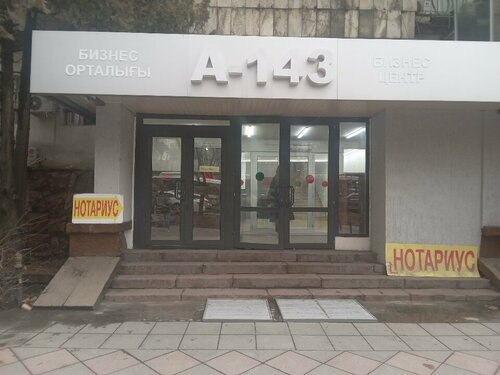 БИЗНЕС
ОРТАЛЫҒЫ
А-143
БИЗНЕС
ЦЕНТР
НОТАРИУС
НОТАРИУС